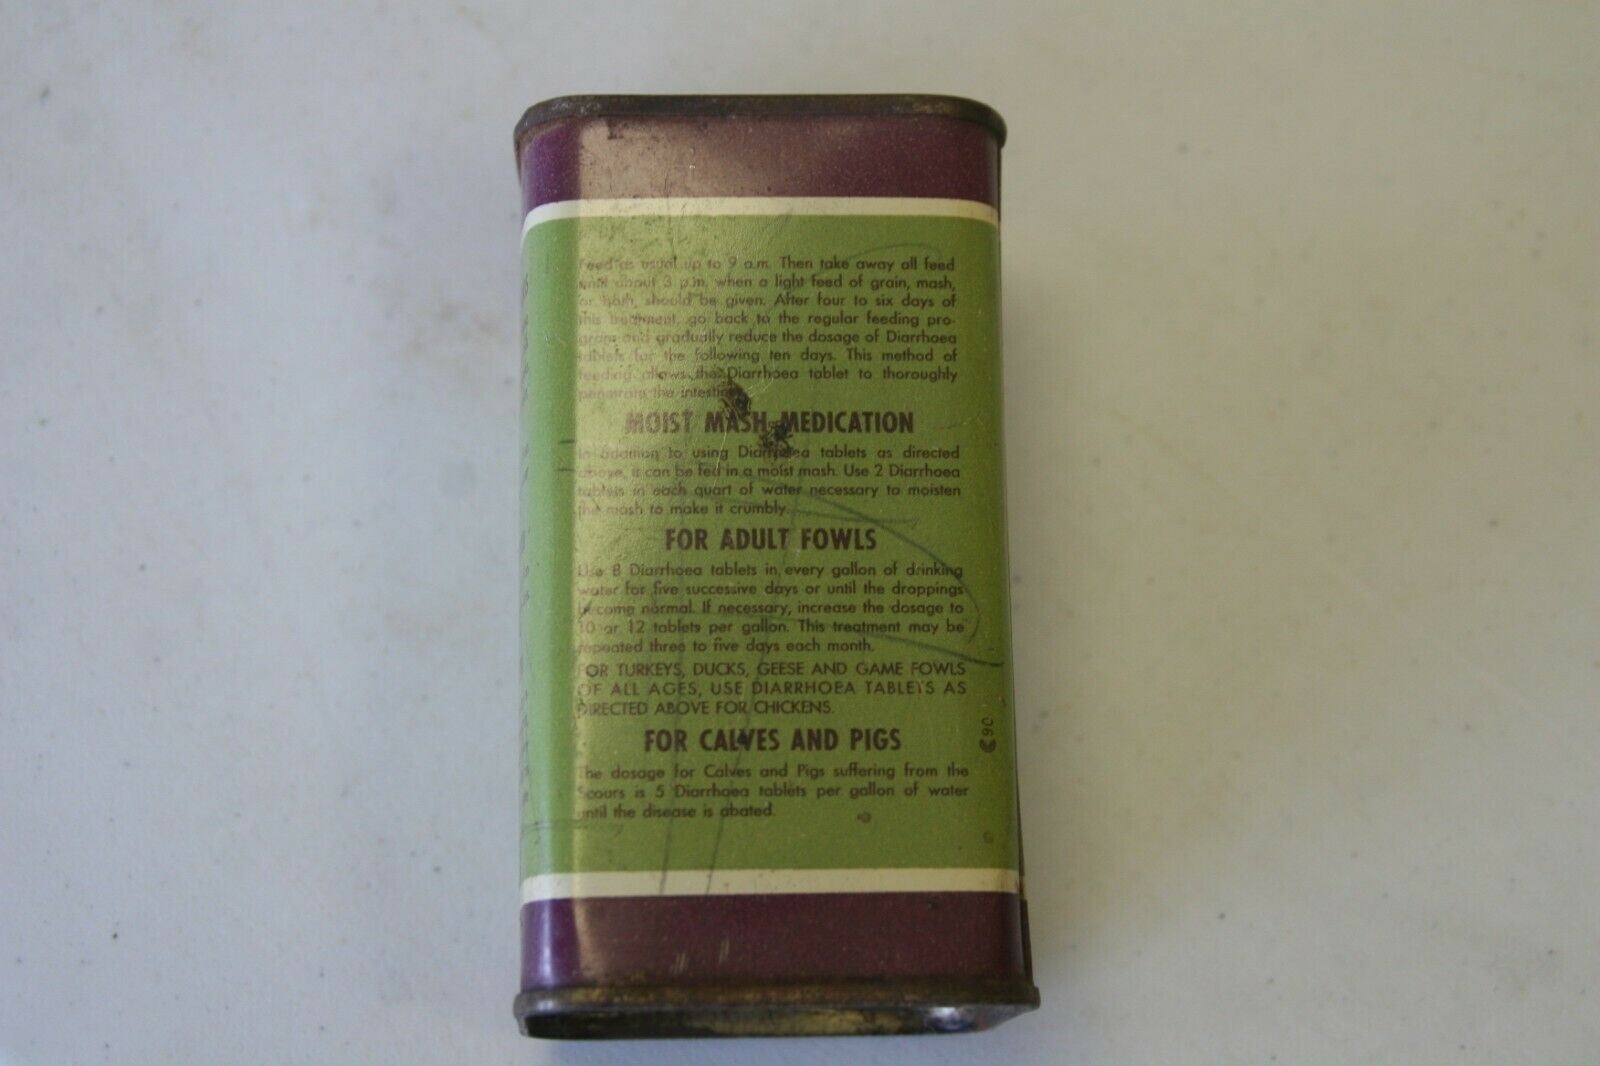 Feed as usual up to 9 a.m. Then take away all feed
until about 3 p.m. when a light feed of grain, mash,
or both, should be given. After four to six days of
this treatment, go back to the regular feeding pro-
gram and gradually reduce the dosage of Diarrhoea
tablets for the following ten days. This method of
feeding allows the Diarrhoea tablet to thoroughly
penetrate the
MOIST MASH MEDICATION
In addition to using Diarrhoea tablets as directed
above, it can be fed in a moist mash. Use 2 Diarrhoea
tablets in each quart of water necessary to moisten
the mash to make it crumbly.
FOR ADULT FOWLS
Use 8 Diarrhoea tablets in every gallon of drinking
water for five successive days or until the droppings
become normal. If necessary, increase the dosage to
10 or 12 tablets per gallon. This treatment may be
repeated three to five days each month.
FOR TURKEYS, DUCKS, GEESE AND GAME FOWLS
OF ALL AGES, USE DIARRHOEA TABLETS AS
DIRECTED ABOVE FOR CHICKENS.
FOR CALVES AND PIGS
The dosage for Calves and Pigs suffering from the
Scours is 5 Diarrhoea tablets per gallon of water
until the disease is abated.